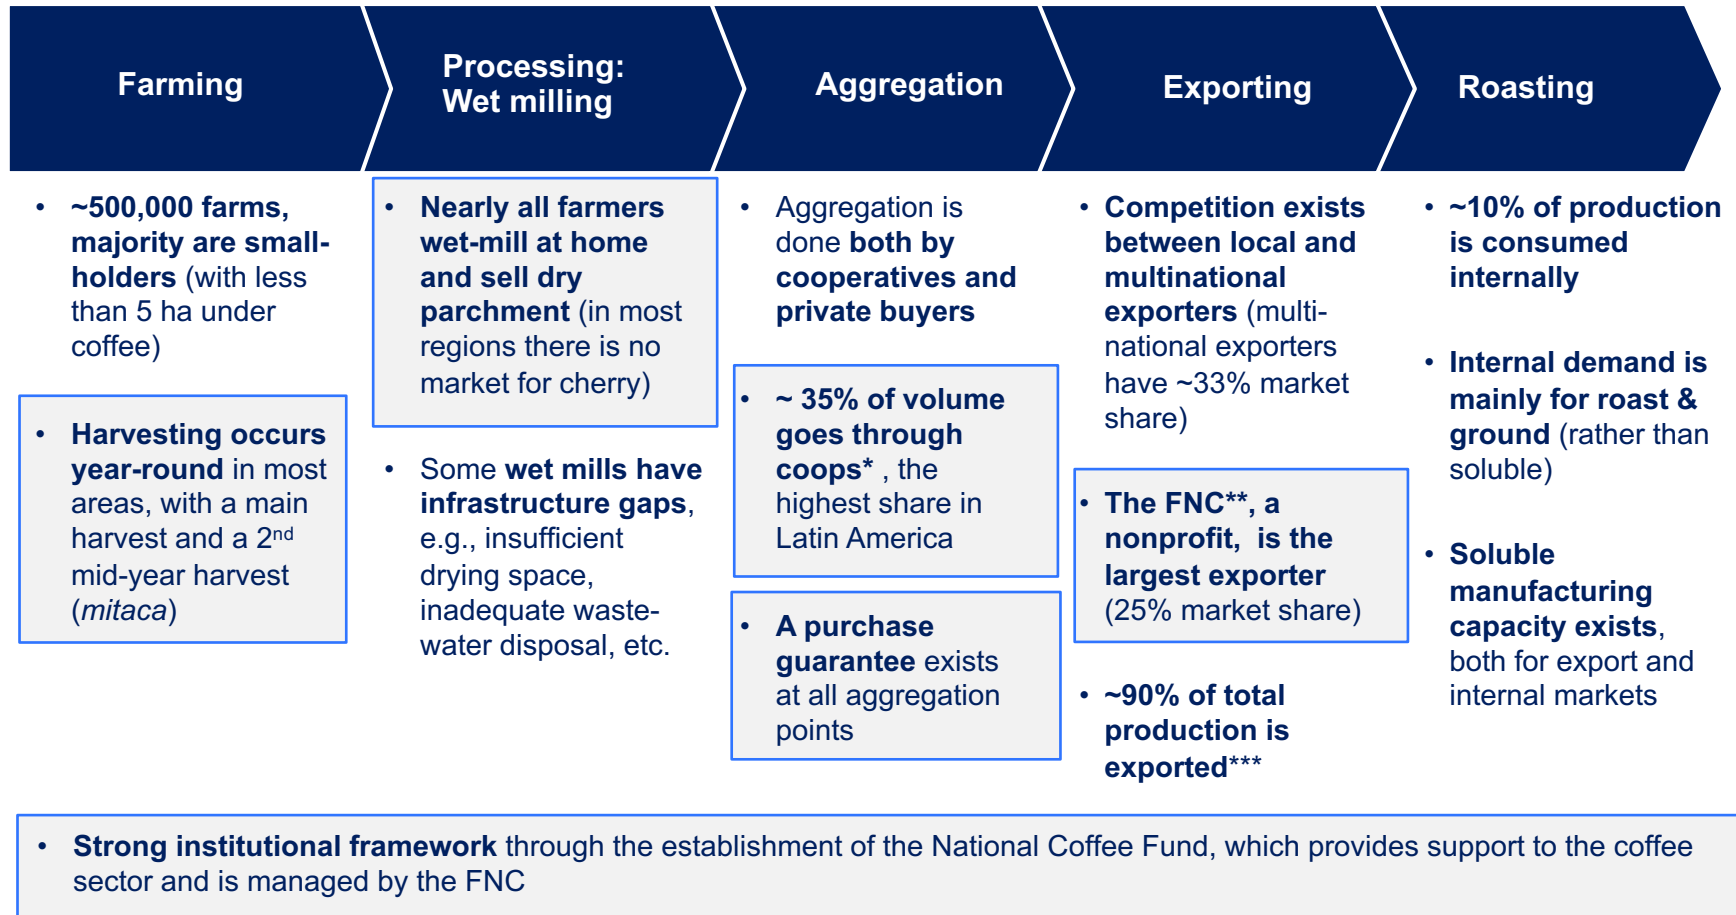 Farming
Processing:
Wet milling
Aggregation
Exporting
Roasting
• ~500,000 farms,
majority are small-
holders (with less
than 5 ha under
coffee)
• Harvesting occurs
year-round in most
areas, with a main
harvest and a 2nd
mid-year harvest
(mitaca)
• Nearly all farmers
wet-mill at home
and sell dry
parchment (in most
regions there is no
market for cherry)
• Some wet mills have
infrastructure gaps,
e.g., insufficient
drying space,
inadequate waste-
water disposal, etc.
• Aggregation is
done both by
cooperatives and
private buyers
• ~ 35% of volume
goes through
coops* , the
highest share in
Latin America
• A purchase
guarantee exists
at all aggregation
points
• Competition exists
between local and
multinational
exporters (multi-
national exporters
have ~33% market
share)
• The FNC**, a
nonprofit, is the
largest exporter
(25% market share)
• ~90% of total
production is
exported***
• ~10% of production
is consumed
internally
• Internal demand is
mainly for roast &
ground (rather than
soluble)
• Soluble
manufacturing
capacity exists,
both for export and
internal markets
• Strong institutional framework through the establishment of the National Coffee Fund, which provides support to the coffee
sector and is managed by the FNC